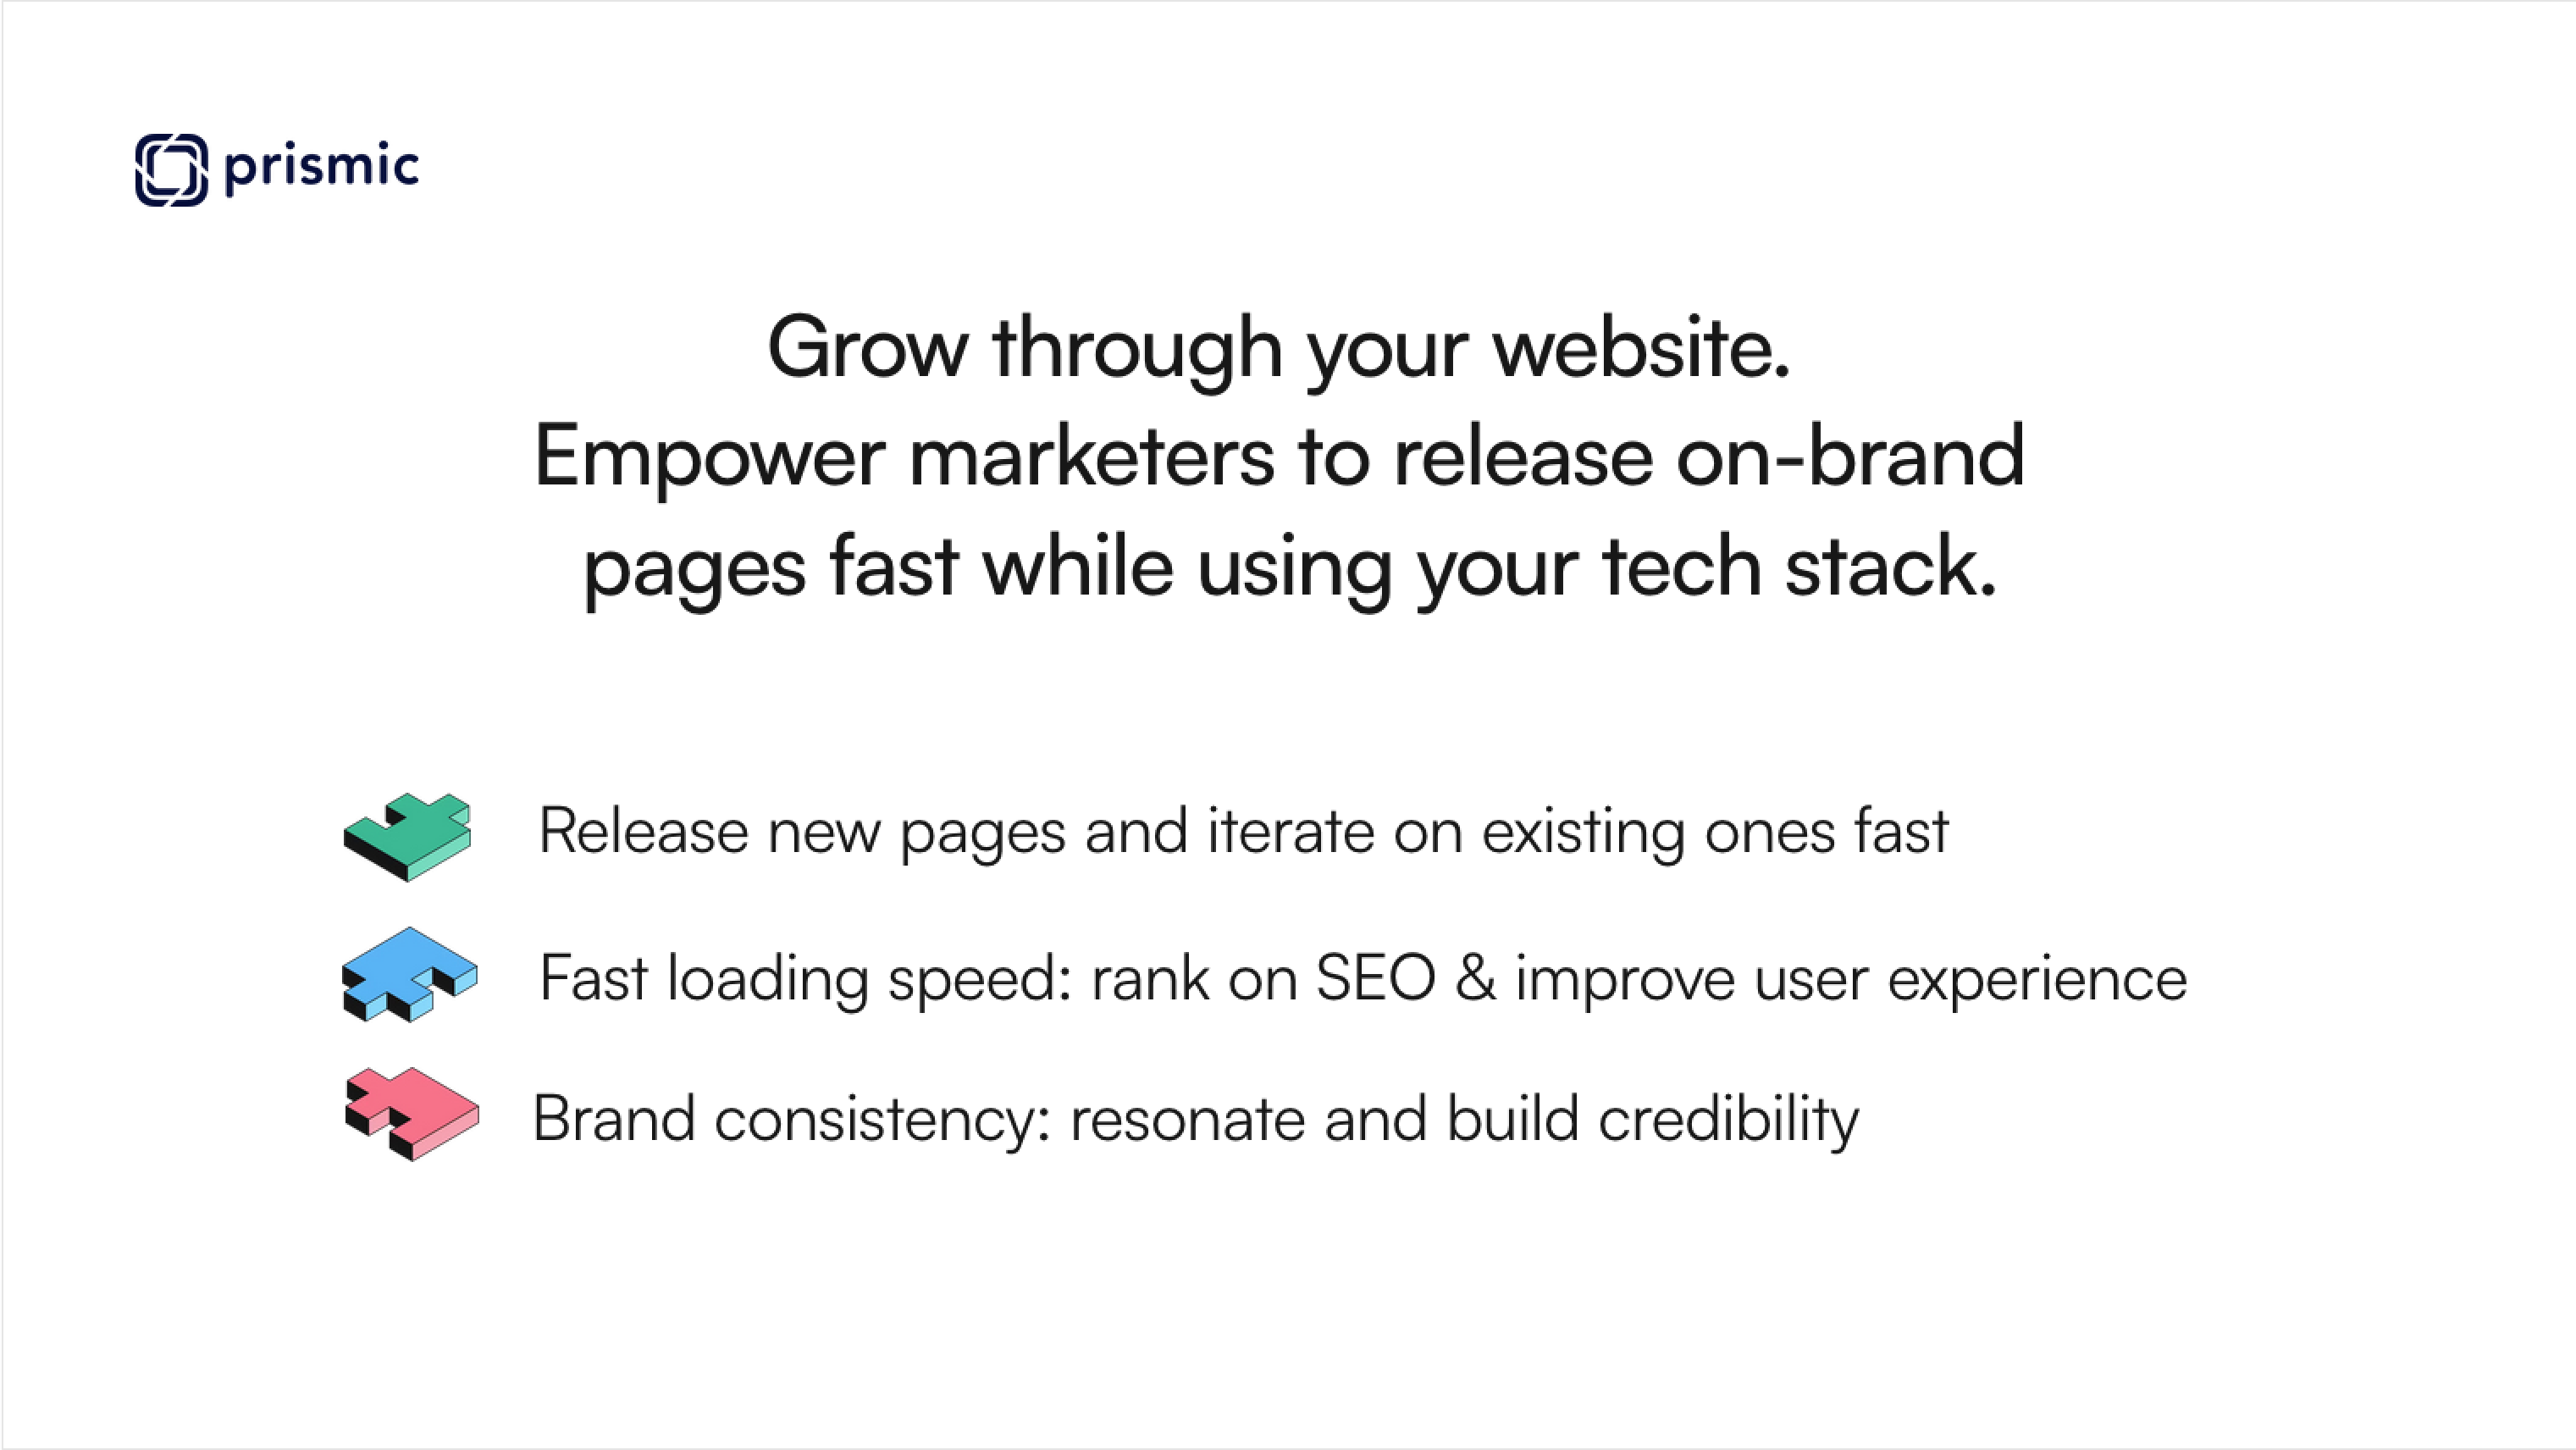 prismic
Grow through your website.
Empower marketers to release on-brand
pages fast while using your tech stack.
Release new pages and iterate on existing ones fast
Fast loading speed: rank on SEO & improve user experience
Brand consistency: resonate and build credibility